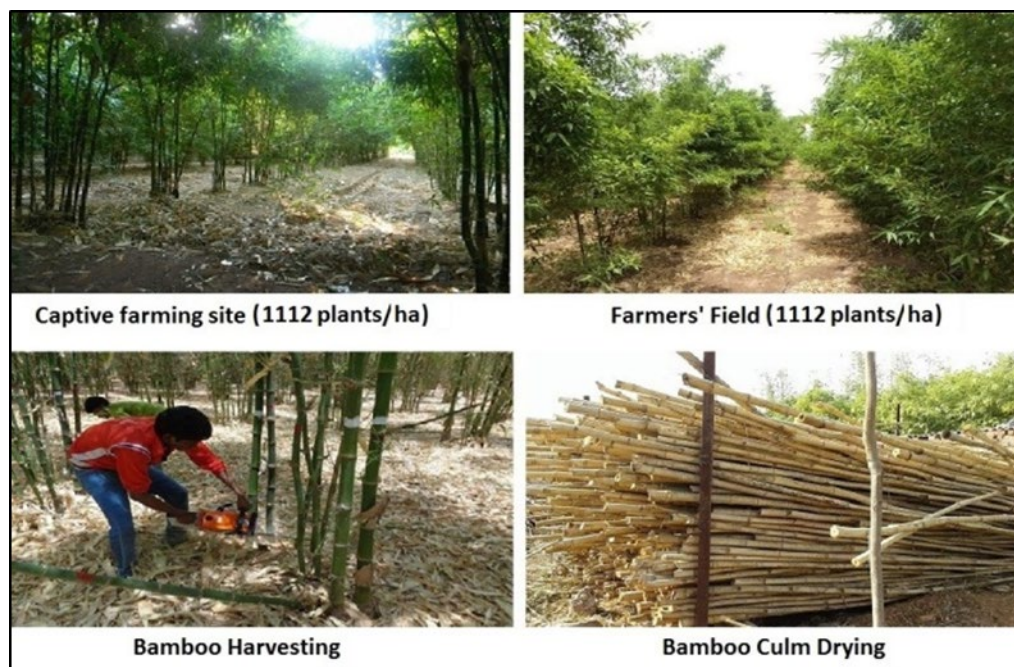 Captive farming site (1112 plants/ha)
Farmers' Field (1112 plants/ha)
Bamboo Harvesting
Bamboo Culm Drying